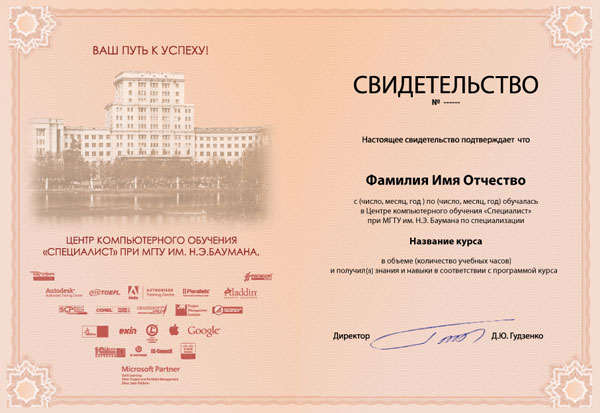 ВАШ ПУТЬ К УСПЕХУ!
ЦЕНТР КОМПЬЮТЕРНОГО ОБУЧЕНИЯ
«СПЕЦИАЛИСТ» ПРИ МГТУ ИМ. Н.Э.БАУМАНА,
Autodesk
TOEFL
Parallels
Aladdin
COREL
exin
Google
Microsoft Partner
СВИДЕТЕЛЬСТВО
№ ------
Настоящее свидетельство подтверждает что
Фамилия Имя Отчество
с (число, месяц, год ) по (число, месяц, год) обучалась
в Центре компьютерного обучения «Специалист»
при МГТУ им. Н.Э. Баумана по специализации
Название курса
в объеме (количество учебных часов)
и получил(а) знания и навыки в соответствии с программой курса
Директор
Д.Ю. Гудзенко